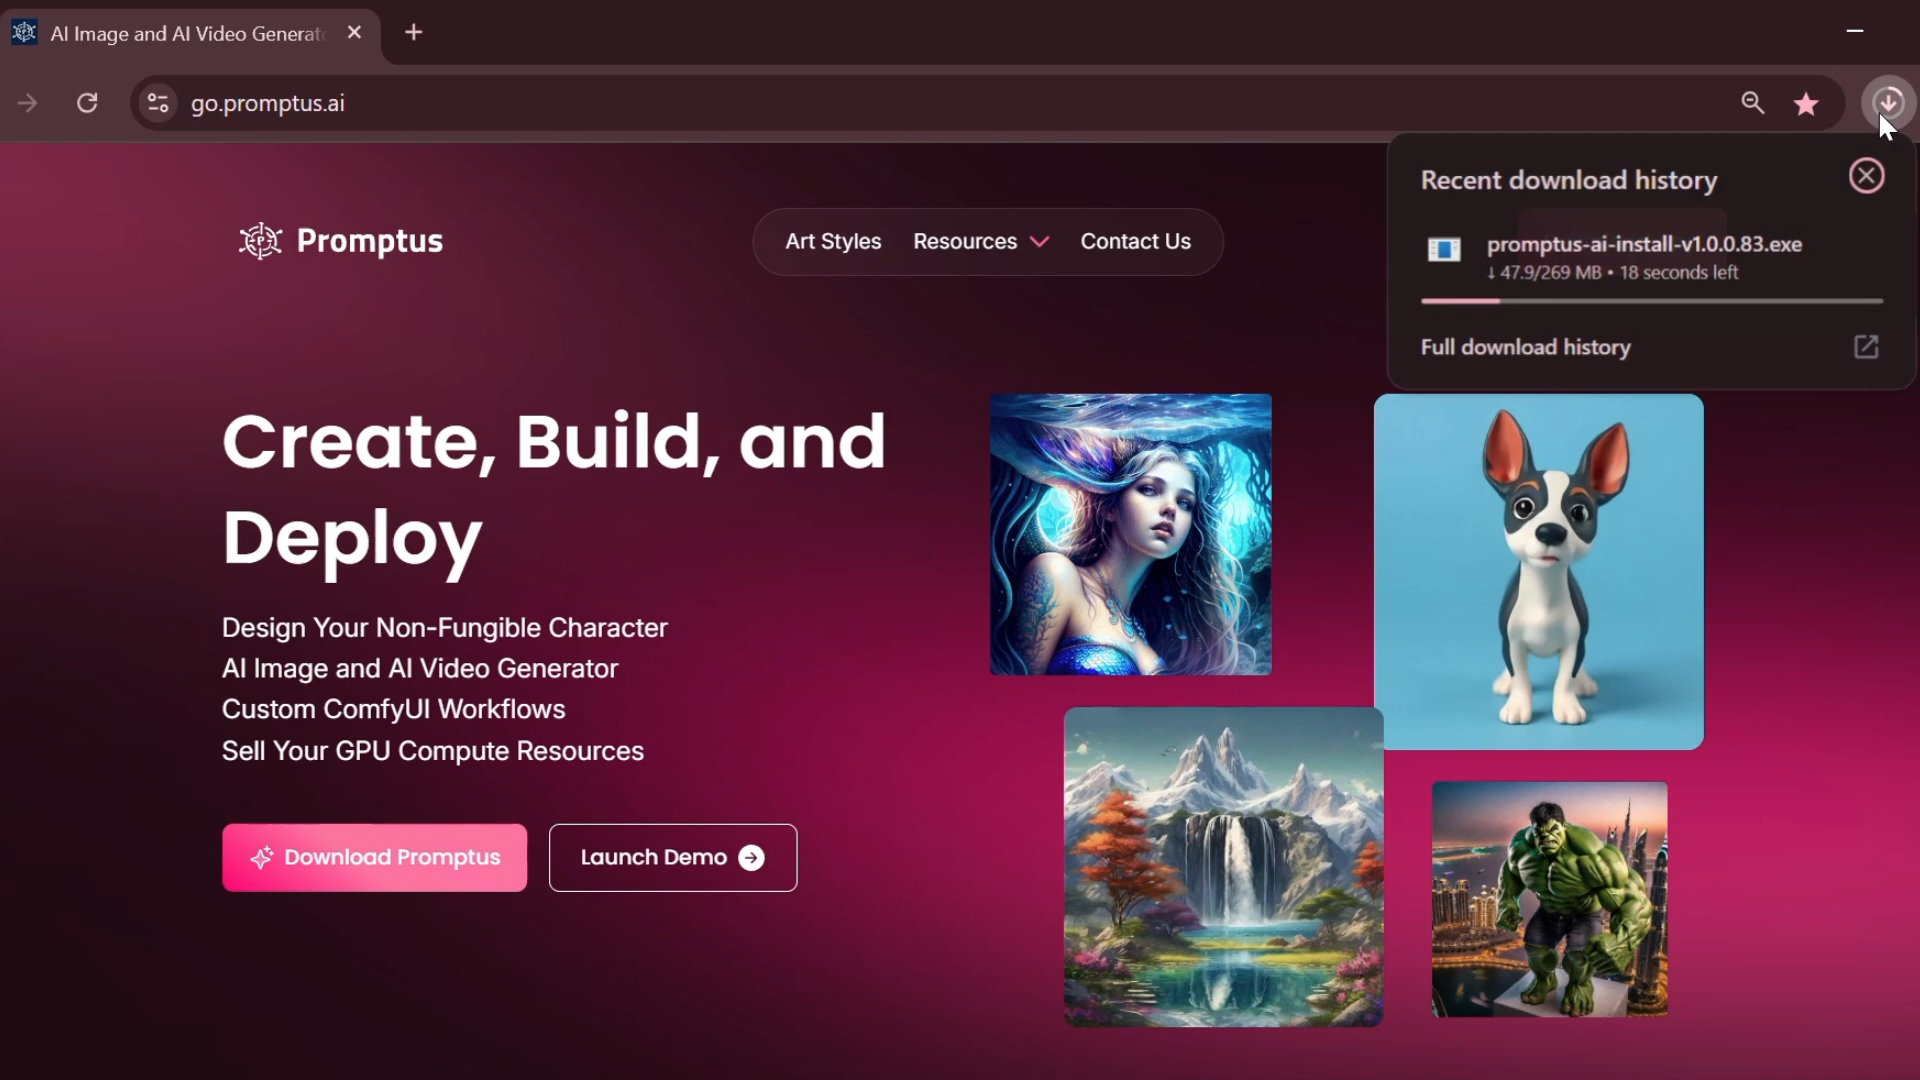 AI Image and AI Video Generat
go.promptus.ai
Recent download history
promptus-ai-install-v1.0.0.83.exe
↓ 47.9/269 MB • 18 seconds left
Full download history
Promptus
Art Styles
Resources
Contact Us
Create, Build, and
Deploy
Design Your Non-Fungible Character
AI Image and AI Video Generator
Custom ComfyUI Workflows
Sell Your GPU Compute Resources
Download Promptus
Launch Demo